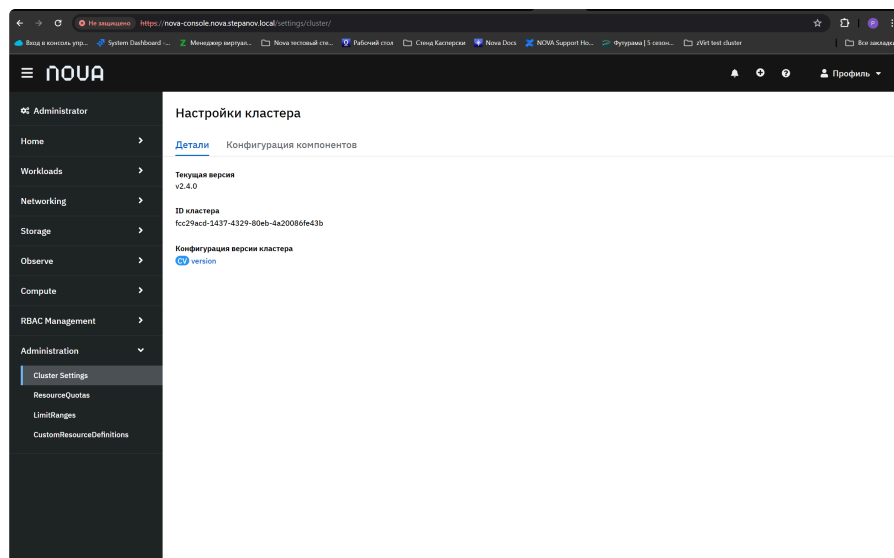 Не защищено https://nova-console.nova.stepanov.local/settings/cluster/
Вход в консоль упр... System Dashboard -... Менеджер виртуал... Nova тестовый сте... Рабочий стол Стенд Касперски Nova Docs NOVA Support Ho... Футурама | 5 сезон... zVirt test cluster Все закладк
NOVA Профиль
Administrator
Home
Workloads
Networking
Storage
Observe
Compute
RBAC Management
Administration
Cluster Settings
ResourceQuotas
LimitRanges
CustomResourceDefinitions
Настройки кластера
Детали Конфигурация компонентов
Текущая версия
v2.4.0
ID кластера
fcc29acd-1437-4329-80eb-4a20086fe43b
Конфигурация версии кластера
CV version